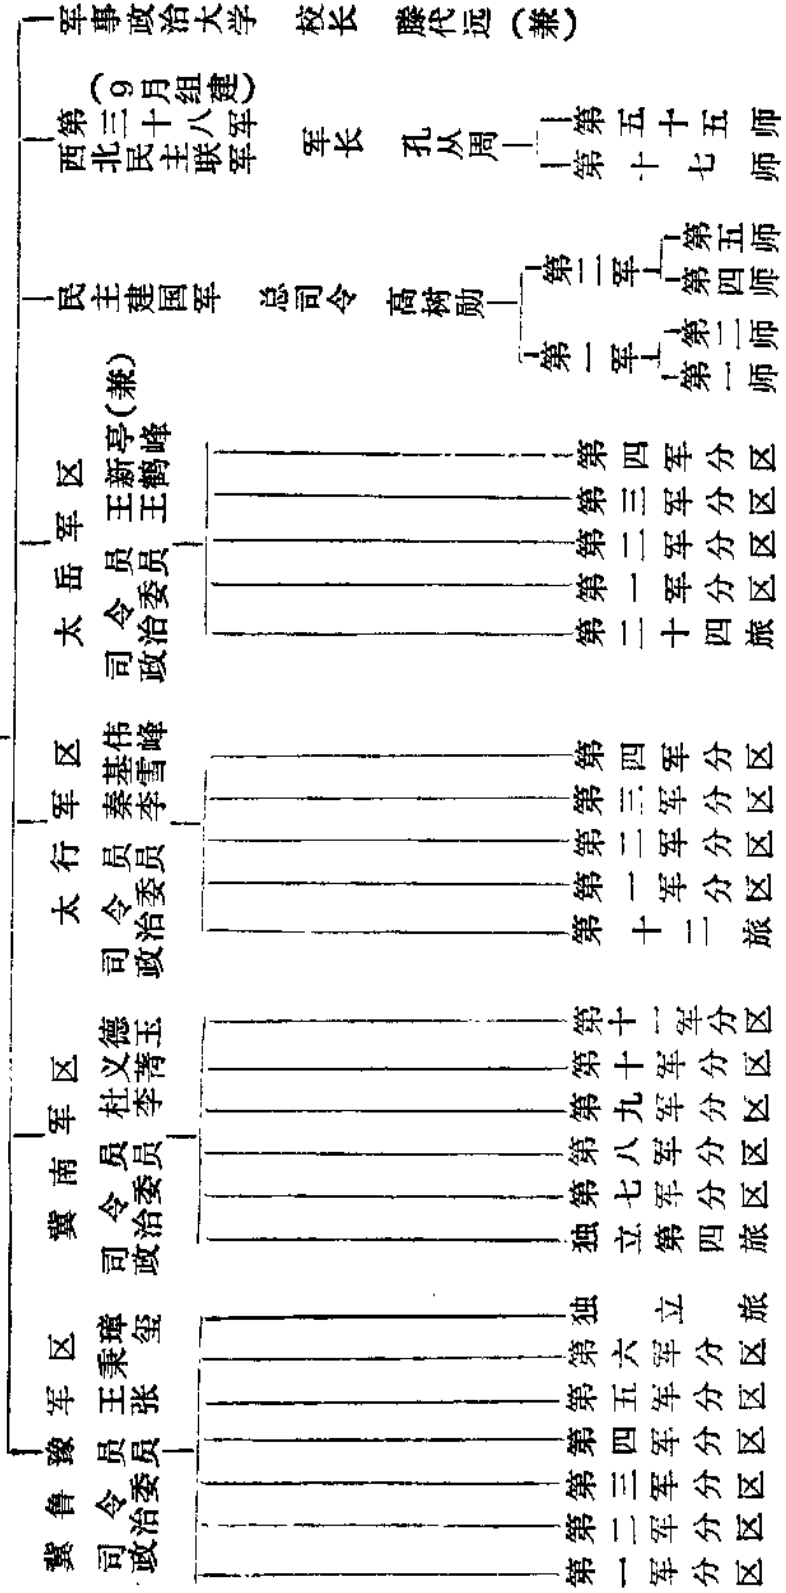 冀鲁豫军区
司令员 王秉璋
政治委员 张玺
第一军分区
第二军分区
第三军分区
第四军分区
第五军分区
第六军分区
独立旅
冀南军区
司令员 杜义德
政治委员 李菁玉
独立第四旅
第七军分区
第八军分区
第九军分区
第十军分区
第十一军分区
太行军区
司令员 秦基伟
政治委员 李雪峰
第十二旅
第一军分区
第二军分区
第三军分区
第四军分区
太岳军区
司令员 王新亭(兼)
政治委员 王鹤峰
第二十四旅
第一军分区
第二军分区
第三军分区
第四军分区
民主建国军 总司令 高树勋
第一军
第一师
第二师
第二军
第四师
第五师
西北民主联军
第三十八军
(9月组建)
军长 孔从周
第十七师
第五十五师
军事政治大学 校长 滕代远(兼)